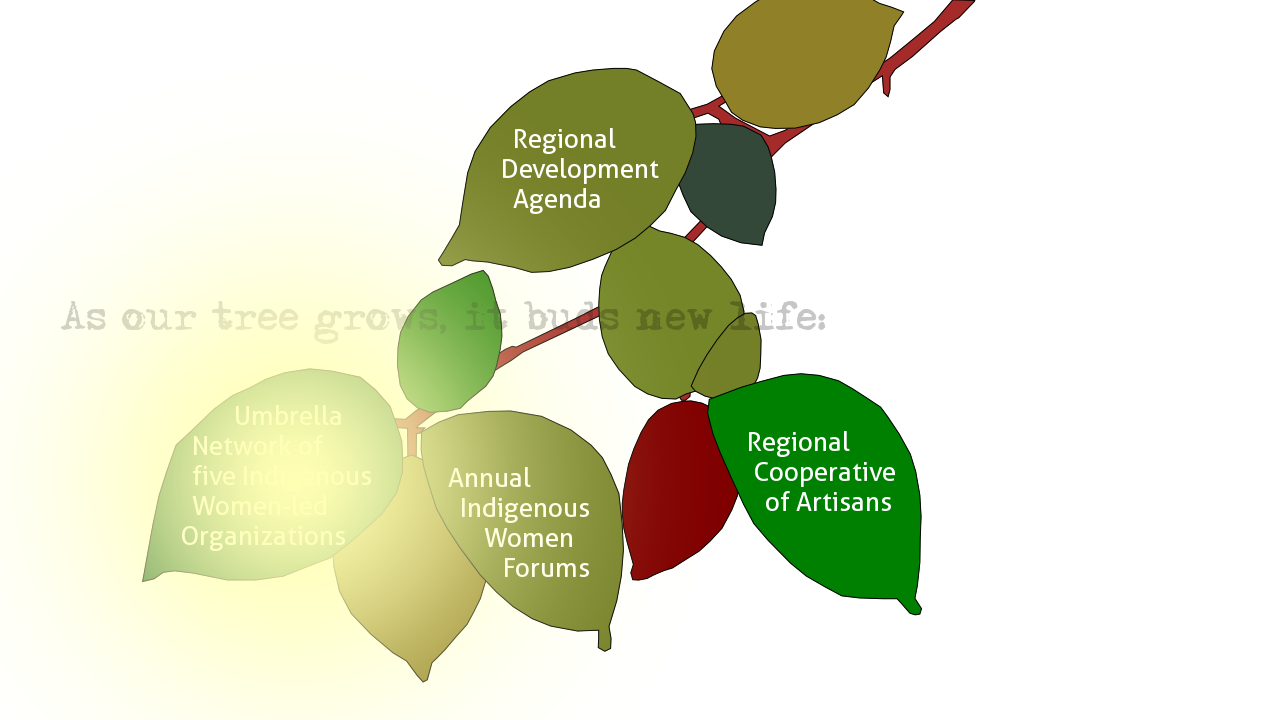 Regional
Development
Agenda
As our tree grows, it buds new life:
Umbrella
Network of
five Indigenous
Women-led
Organizations
Annual
Indigenous
Women
Forums
Regional
Cooperative
of Artisans